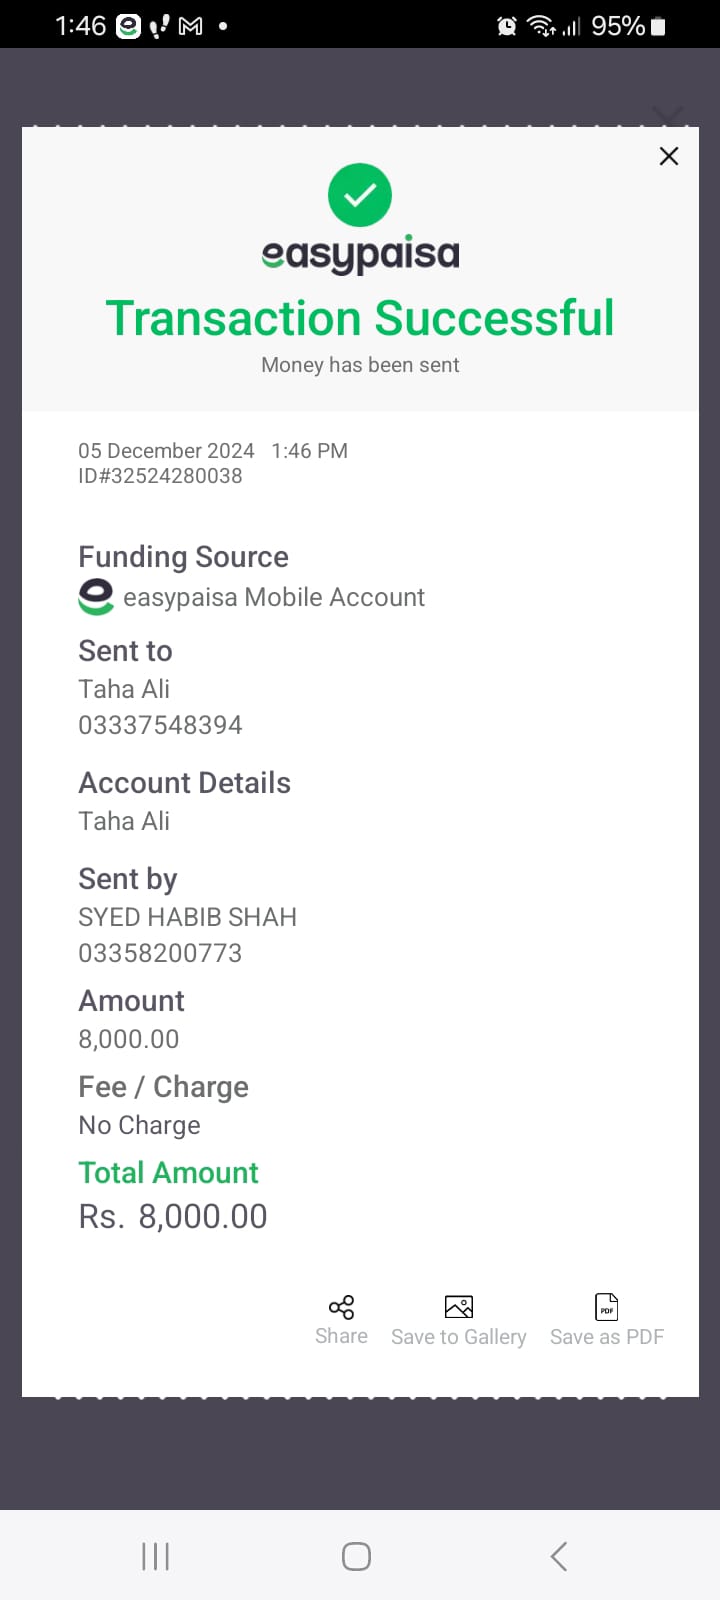 1:46 95%
easypaisa
Transaction Successful
Money has been sent
05 December 2024 1:46 PM
ID#32524280038
Funding Source
easypaisa Mobile Account
Sent to
Taha Ali
03337548394
Account Details
Taha Ali
Sent by
SYED HABIB SHAH
03358200773
Amount
8,000.00
Fee / Charge
No Charge
Total Amount
Rs. 8,000.00
PDF
Share Save to Gallery Save as PDF